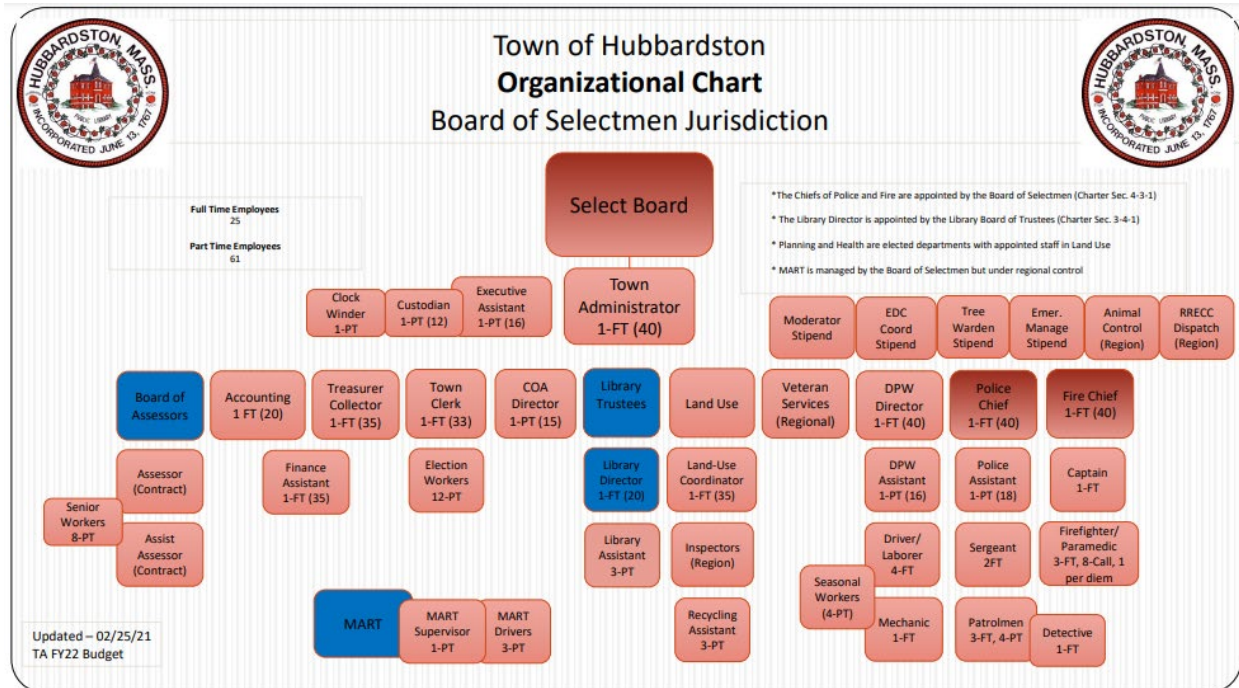 HUBBARDSTON, MASS.
PUBLIC LIBRARY
INCORPORATED JUNE 13, 1767
Town of Hubbardston
Organizational Chart
Board of Selectmen Jurisdiction
HUBBARDSTON, MASS.
PUBLIC LIBRARY
INCORPORATED JUNE 13, 1767
Full Time Employees
25
Part Time Employees
61
Select Board
*The Chiefs of Police and Fire are appointed by the Board of Selectmen (Charter Sec. 4-3-1)
* The Library Director is appointed by the Library Board of Trustees (Charter Sec. 3-4-1)
* Planning and Health are elected departments with appointed staff in Land Use
* MART is managed by the Board of Selectmen but under regional control
Clock
Winder
1-PT
Custodian
1-PT (12)
Executive
Assistant
1-PT (16)
Town
Administrator
1-FT (40)
Moderator
Stipend
EDC
Coord
Stipend
Tree
Warden
Stipend
Emer.
Manage
Stipend
Animal
Control
(Region)
RRECC
Dispatch
(Region)
Board of
Assessors
Accounting
1 FT (20)
Treasurer
Collector
1-FT (35)
Town
Clerk
1-FT (33)
COA
Director
1-PT (15)
Library
Trustees
Land Use
Veteran
Services
(Regional)
DPW
Director
1-FT (40)
Police
Chief
1-FT (40)
Fire Chief
1-FT (40)
Assessor
(Contract)
Finance
Assistant
1-FT (35)
Election
Workers
12-PT
Library
Director
1-FT (20)
Land-Use
Coordinator
1-FT (35)
DPW
Assistant
1-PT (16)
Police
Assistant
1-PT (18)
Captain
1-FT
Senior
Workers
8-PT
Assist
Assessor
(Contract)
Library
Assistant
3-PT
Inspectors
(Region)
Driver/
Laborer
4-FT
Sergeant
2FT
Firefighter/
Paramedic
3-FT, 8-Call, 1
per diem
Seasonal
Workers
(4-PT)
MART
MART
Supervisor
1-PT
MART
Drivers
3-PT
Recycling
Assistant
3-PT
Mechanic
1-FT
Patrolmen
3-FT, 4-PT
Detective
1-FT
Updated – 02/25/21
TA FY22 Budget